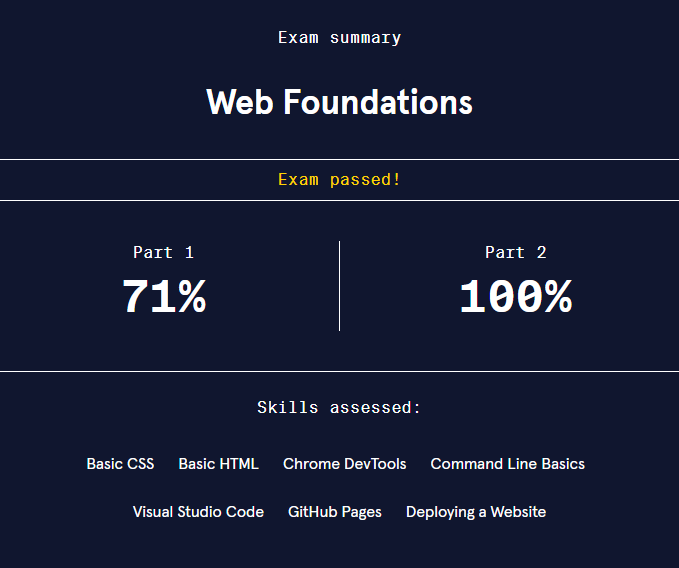 Exam summary
Web Foundations
Exam passed!
Part 1
71%
Part 2
100%
Skills assessed:
Basic CSS Basic HTML Chrome DevTools Command Line Basics
Visual Studio Code GitHub Pages Deploying a Website